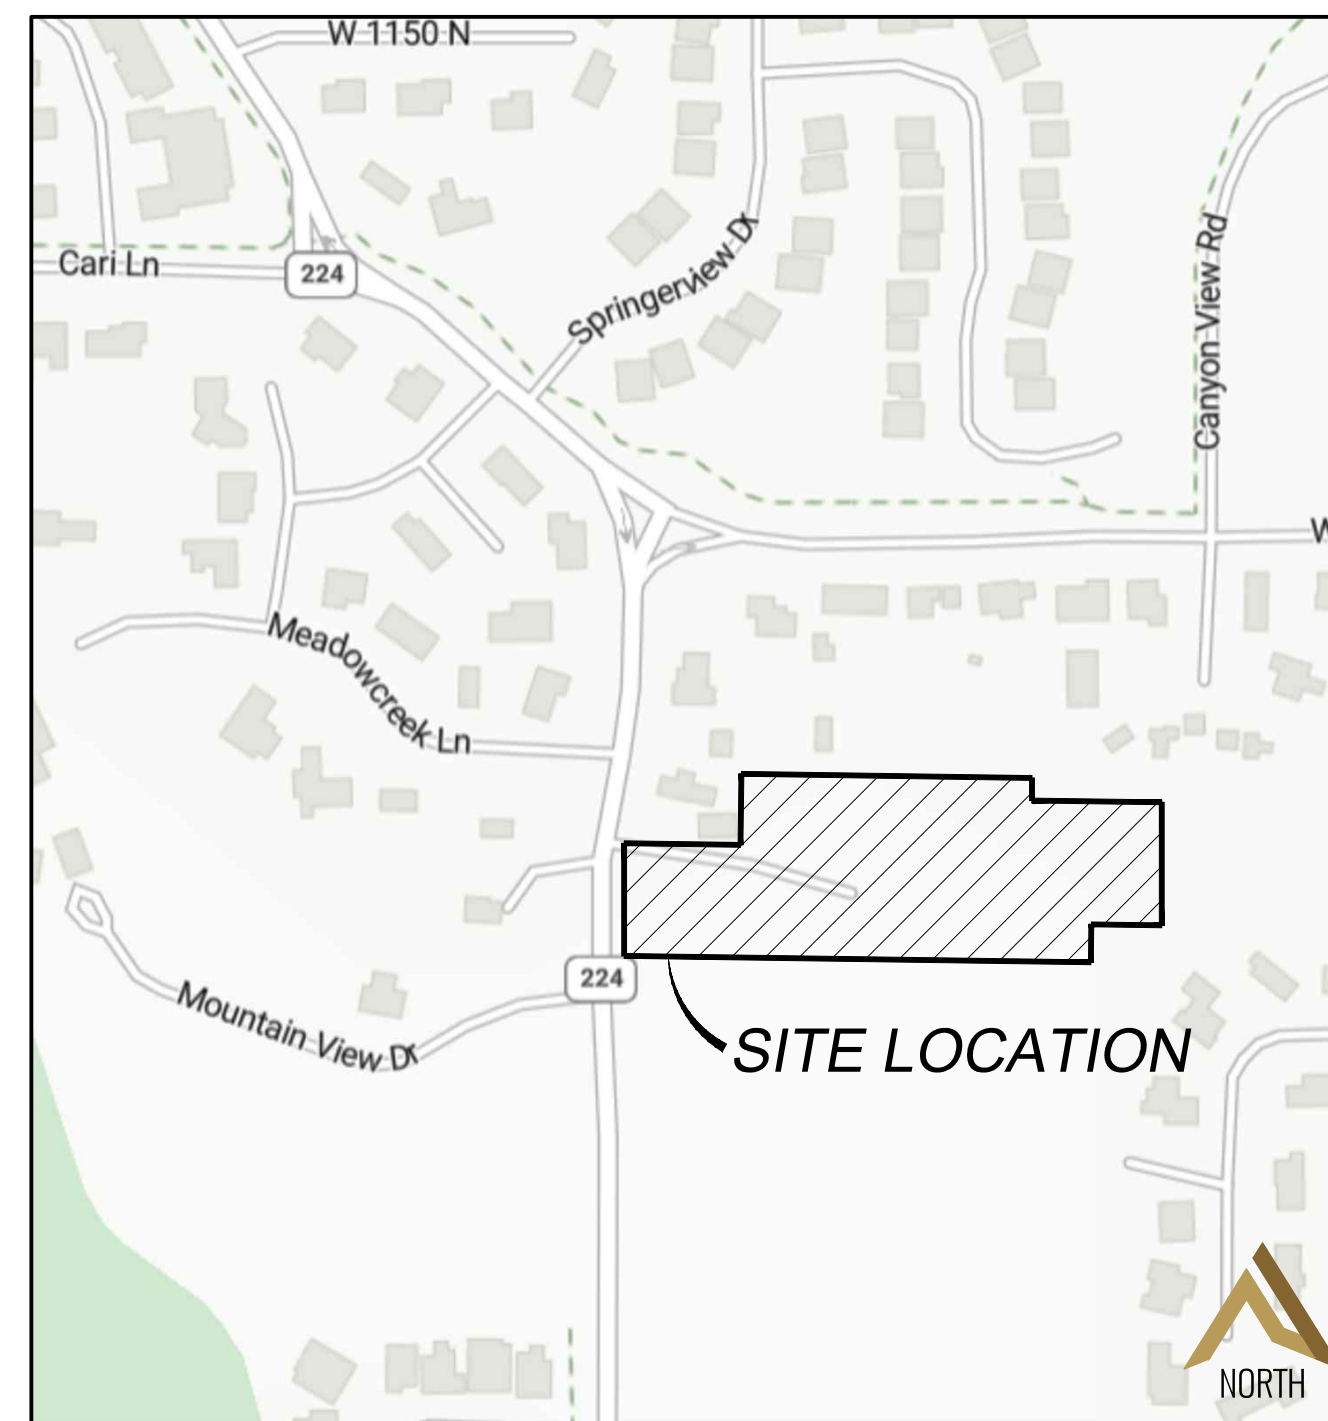 W 1150 N
Cari Ln
224
Springerview Dr
Canyon View Rd
W
Meadowcreek Ln
224
Mountain View Dr
SITE LOCATION
NORTH